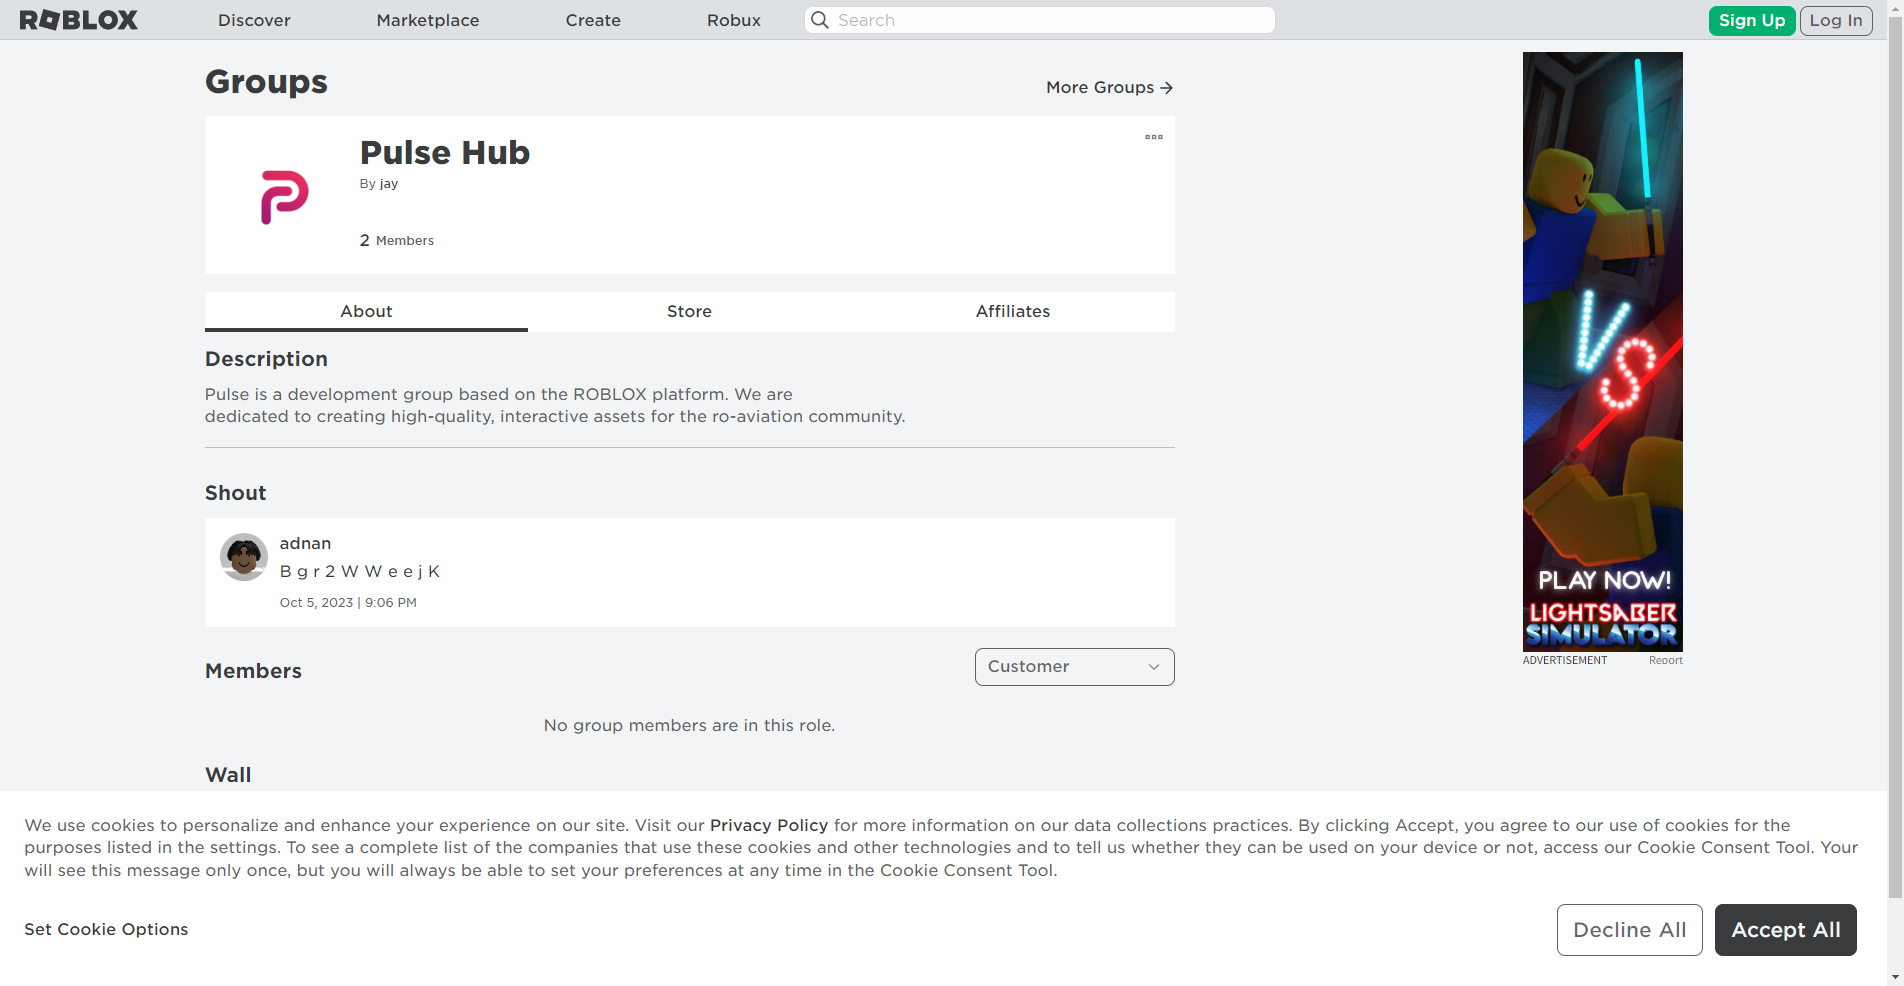 ROBLOX
Discover
Marketplace
Create
Robux
Search
Sign Up
Log In
Groups
More Groups →
Pulse Hub
By jay
2 Members
About
Store
Affiliates
Description
Pulse is a development group based on the ROBLOX platform. We are
dedicated to creating high-quality, interactive assets for the ro-aviation community.
Shout
adnan
B g r 2 W W e e j K
Oct 5, 2023 | 9:06 PM
Members
Customer
No group members are in this role.
Wall
VS
PLAY NOW!
LIGHTSABER
SIMULATOR
ADVERTISEMENT
Report
We use cookies to personalize and enhance your experience on our site. Visit our Privacy Policy for more information on our data collections practices. By clicking Accept, you agree to our use of cookies for the
purposes listed in the settings. To see a complete list of the companies that use these cookies and other technologies and to tell us whether they can be used on your device or not, access our Cookie Consent Tool. Your
will see this message only once, but you will always be able to set your preferences at any time in the Cookie Consent Tool.
Set Cookie Options
Decline All
Accept All